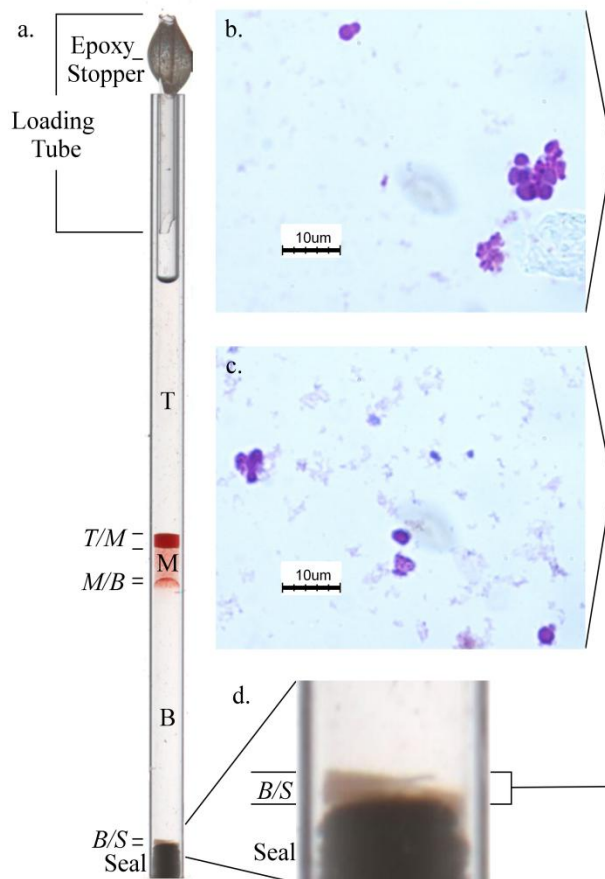 a.
Epoxy
Stopper
Loading
Tube
T
T/M
M
M/B
B
B/S
Seal
b.
10um
c.
10um
d.
B/S
Seal